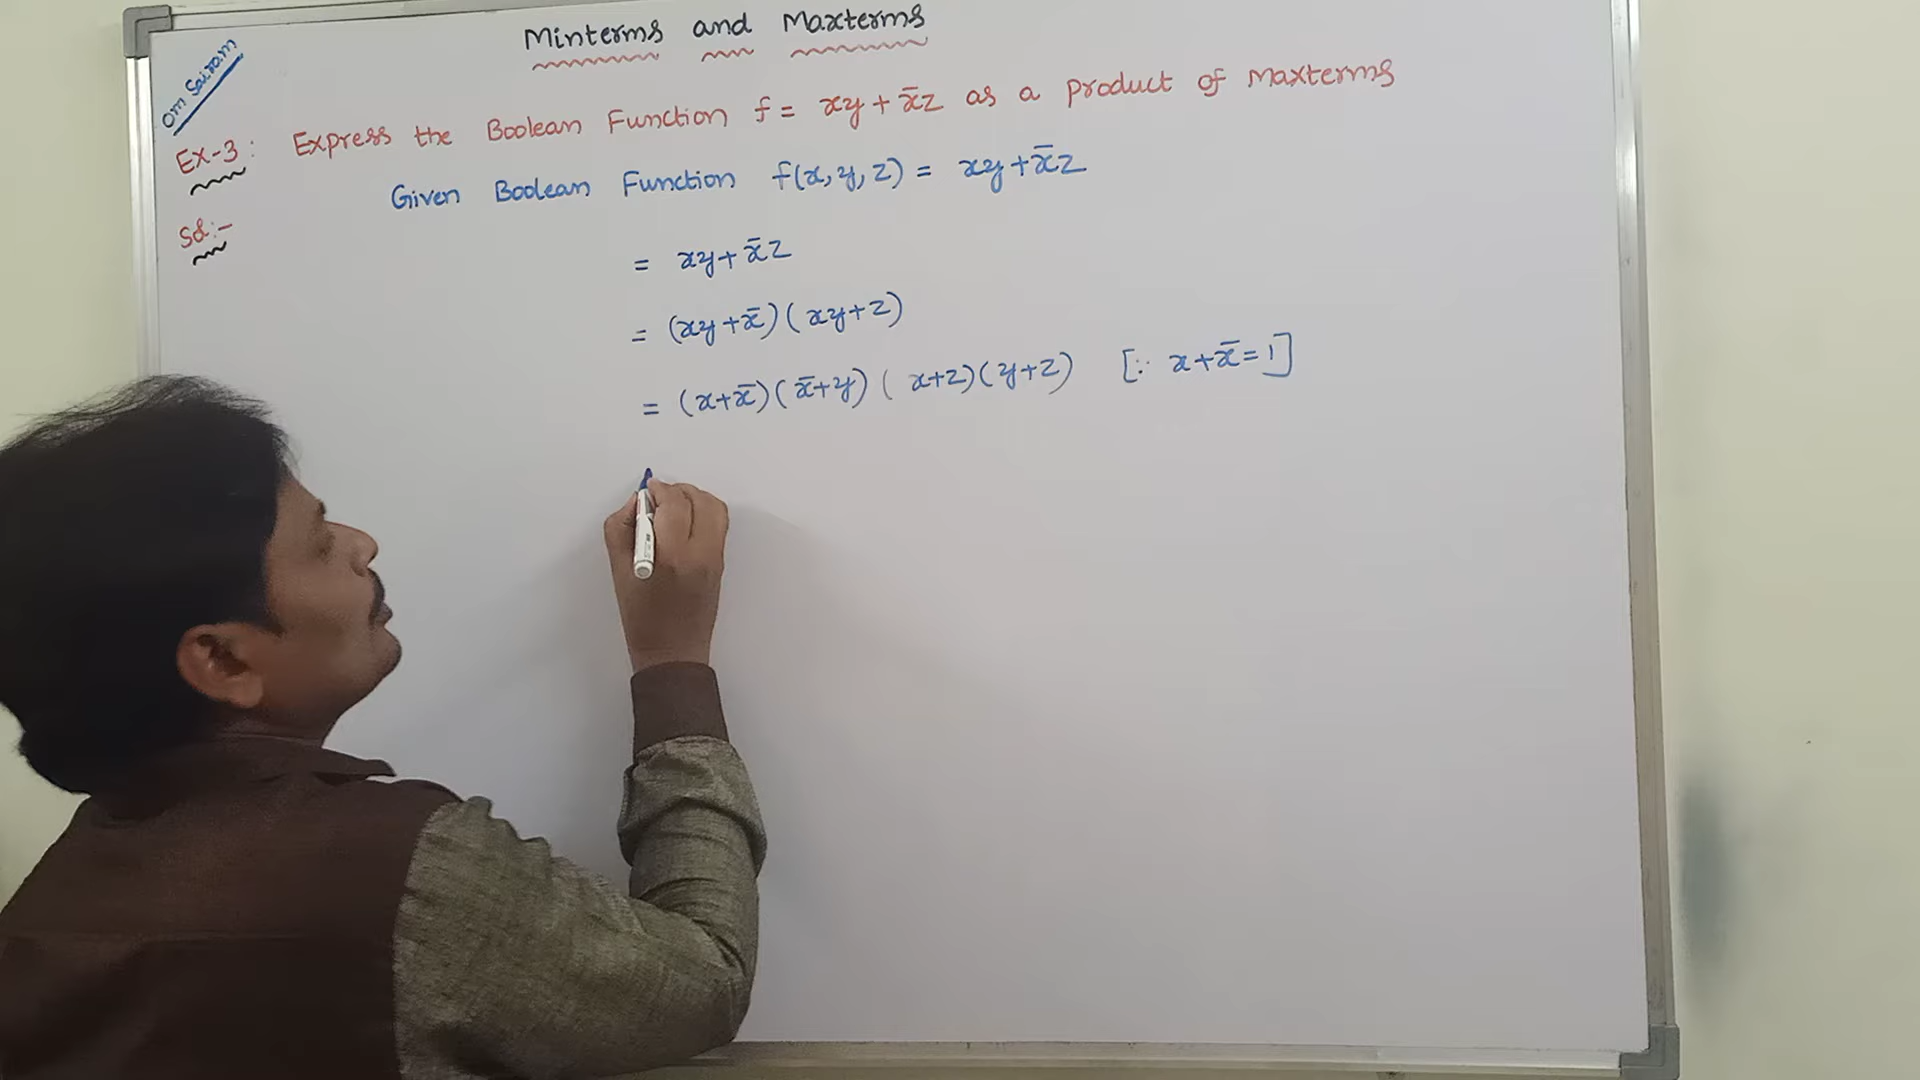 Minterms and Maxterms
Om Sairam
Ex-3: Express the Boolean Function f = xy + x̄z as a product of Maxterms
Sol:-
Given Boolean Function f(x, y, z) = xy + x̄z
= xy + x̄z
= (xy + x̄)(xy + z)
= (x + x̄)(x̄ + y)(x + z)(y + z) [∵ x + x̄ = 1]